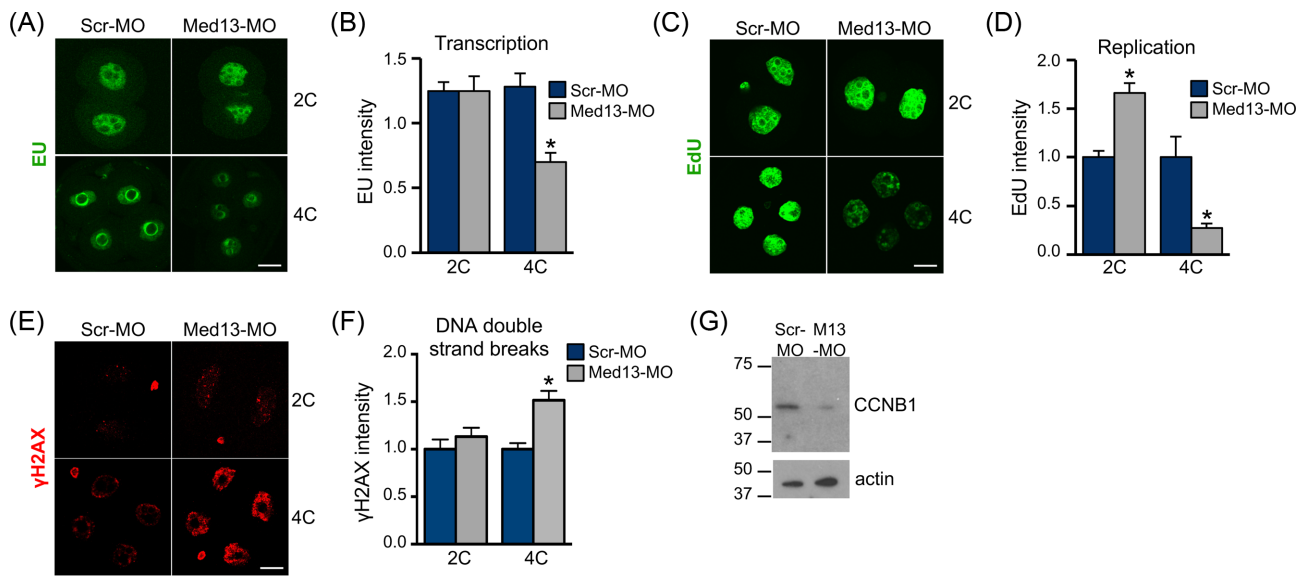 (A)
Scr-MO Med13-MO
EU
2C
4C
(B)
Transcription
EU intensity
1.5
1.0
0.5
0.0
Scr-MO
Med13-MO
*
2C 4C
(C)
Scr-MO Med13-MO
EdU
2C
4C
(D)
Replication
EdU intensity
2.0
1.5
1.0
0.5
0.0
Scr-MO
Med13-MO
*
*
2C 4C
(E)
Scr-MO Med13-MO
γH2AX
2C
4C
(F)
DNA double
strand breaks
γH2AX intensity
2.0
1.5
1.0
0.5
0.0
Scr-MO
Med13-MO
*
2C 4C
(G)
Scr- M13
MO -MO
75
50
37
CCNB1
50
37
actin